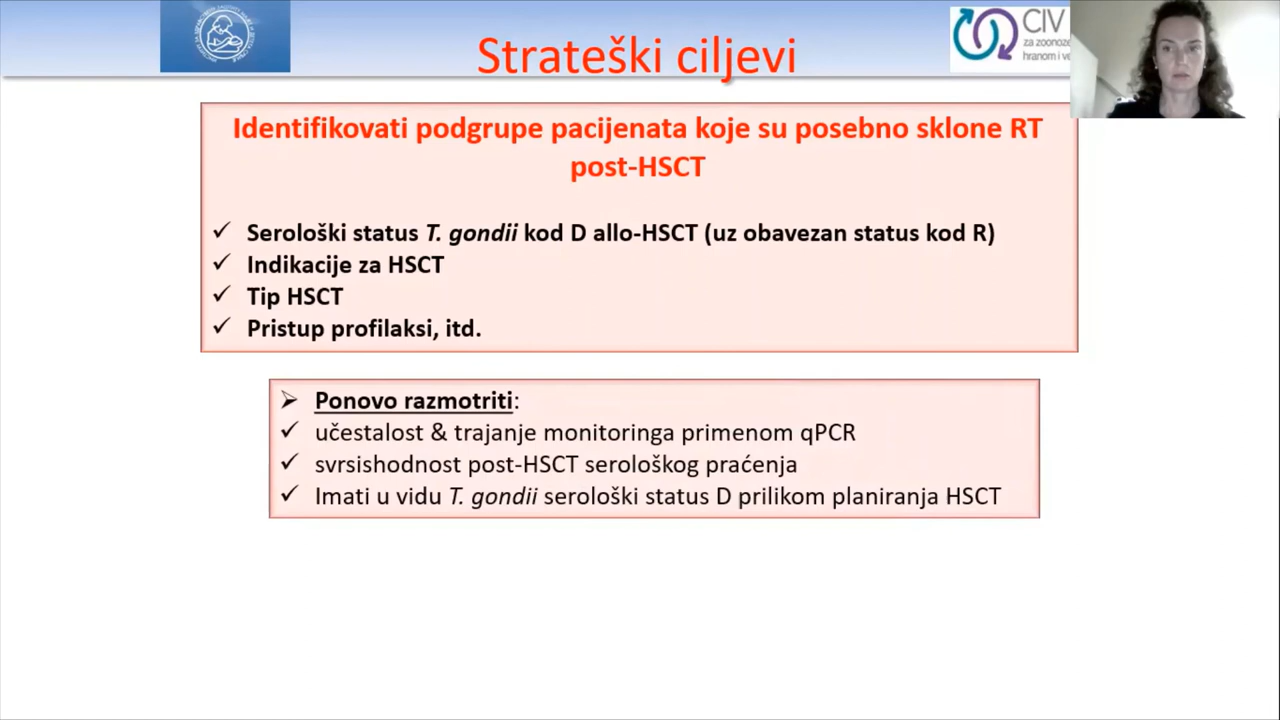 Strateški ciljevi
CIV
za zoonoze
hranom i ve
Identifikovati podgrupe pacijenata koje su posebno sklone RT
post-HSCT
✓ Serološki status T. gondii kod D allo-HSCT (uz obavezan status kod R)
✓ Indikacije za HSCT
✓ Tip HSCT
✓ Pristup profilaksi, itd.
➢ Ponovo razmotriti:
✓ učestalost & trajanje monitoringa primenom qPCR
✓ svrsishodnost post-HSCT serološkog praćenja
✓ Imati u vidu T. gondii serološki status D prilikom planiranja HSCT